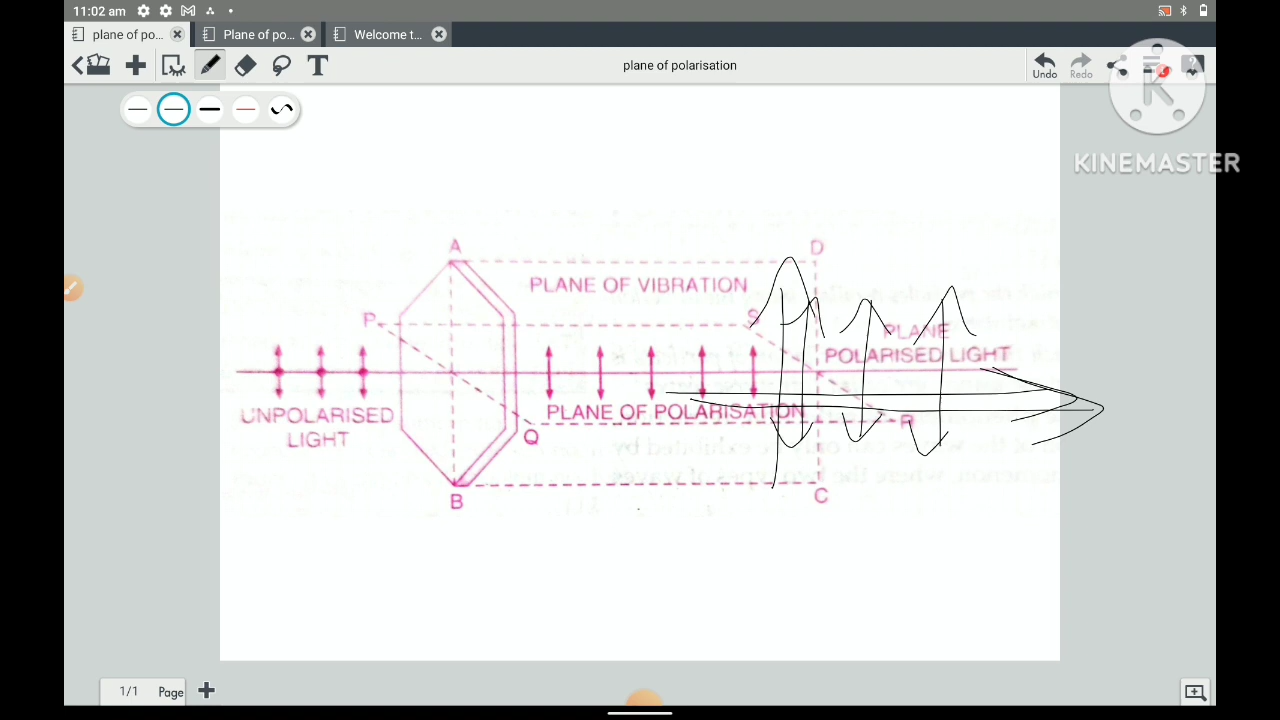 11:02 am
plane of po...
Plane of po...
Welcome t...
T
plane of polarisation
Undo
Redo
K
KINEMASTER
A
D
PLANE OF VIBRATION
P
S
PLANE
POLARISED LIGHT
UNPOLARISED
LIGHT
PLANE OF POLARISATION
Q
R
B
C
1/1 Page